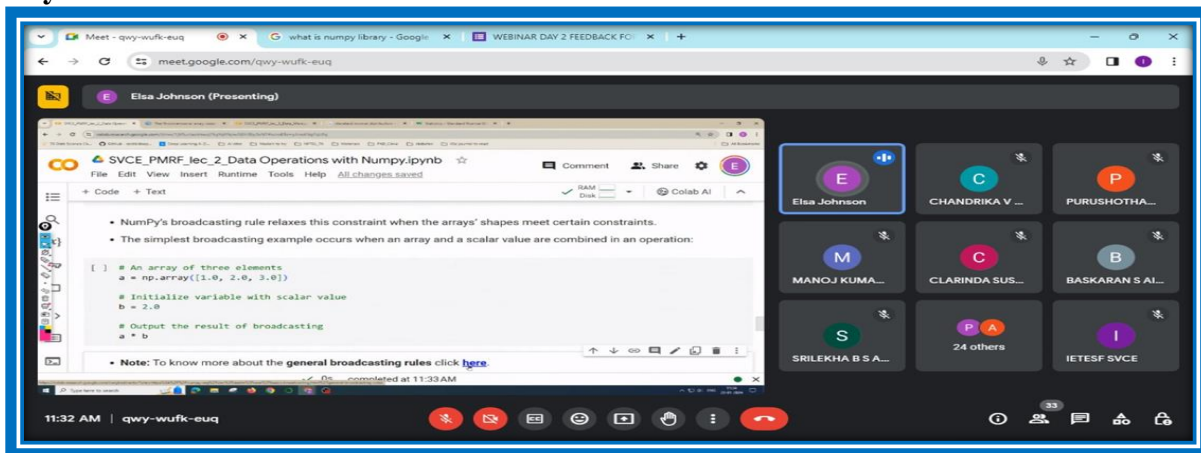 Meet - qwy-wufk-euq
what is numpy library - Google
WEBINAR DAY 2 FEEDBACK FO
meet.google.com/qwy-wufk-euq
Elsa Johnson (Presenting)
SVCE_PMRF_lec_2_Data Operations with Numpy.ipynb
Comment
Share
File Edit View Insert Runtime Tools Help All changes saved
+ Code + Text
RAM
Disk
Colab AI
• NumPy's broadcasting rule relaxes this constraint when the arrays' shapes meet certain constraints.
• The simplest broadcasting example occurs when an array and a scalar value are combined in an operation:
[ ] # An array of three elements
a = np.array([1.0, 2.0, 3.0])
# Initialize variable with scalar value
b = 2.0
# Output the result of broadcasting
a * b
• Note: To know more about the general broadcasting rules click here.
0s completed at 11:33 AM
Type here to search
Elsa Johnson
CHANDRIKA V ...
PURUSHOTHA...
MANOJ KUMA...
CLARINDA SUS...
BASKARAN S AI...
SRILEKHA B S A...
24 others
IETESF SVCE
11:32 AM | qwy-wufk-euq
33